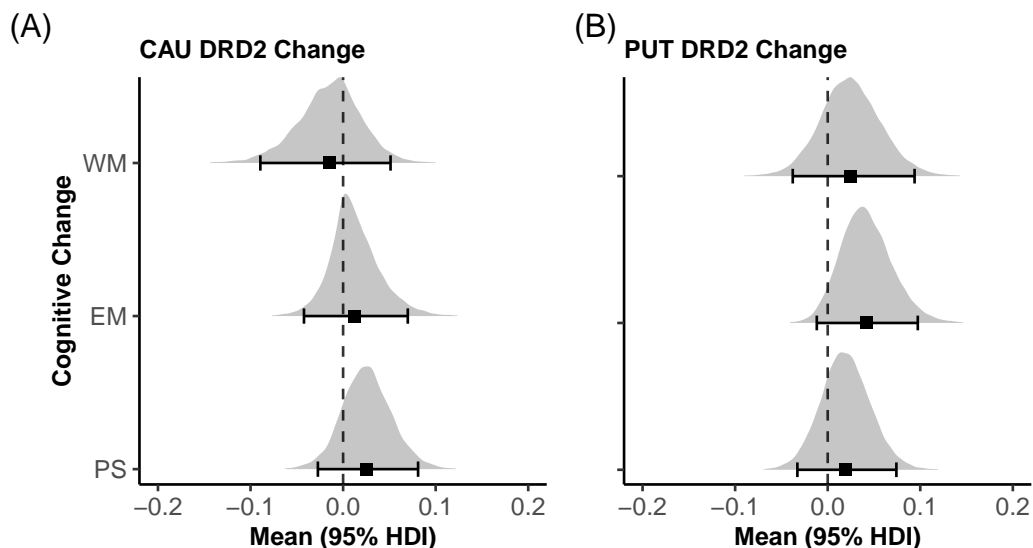 (A)
CAU DRD2 Change
WM
EM
PS
Cognitive Change
−0.2 −0.1 0.0 0.1 0.2
Mean (95% HDI)
(B)
PUT DRD2 Change
−0.2 −0.1 0.0 0.1 0.2
Mean (95% HDI)